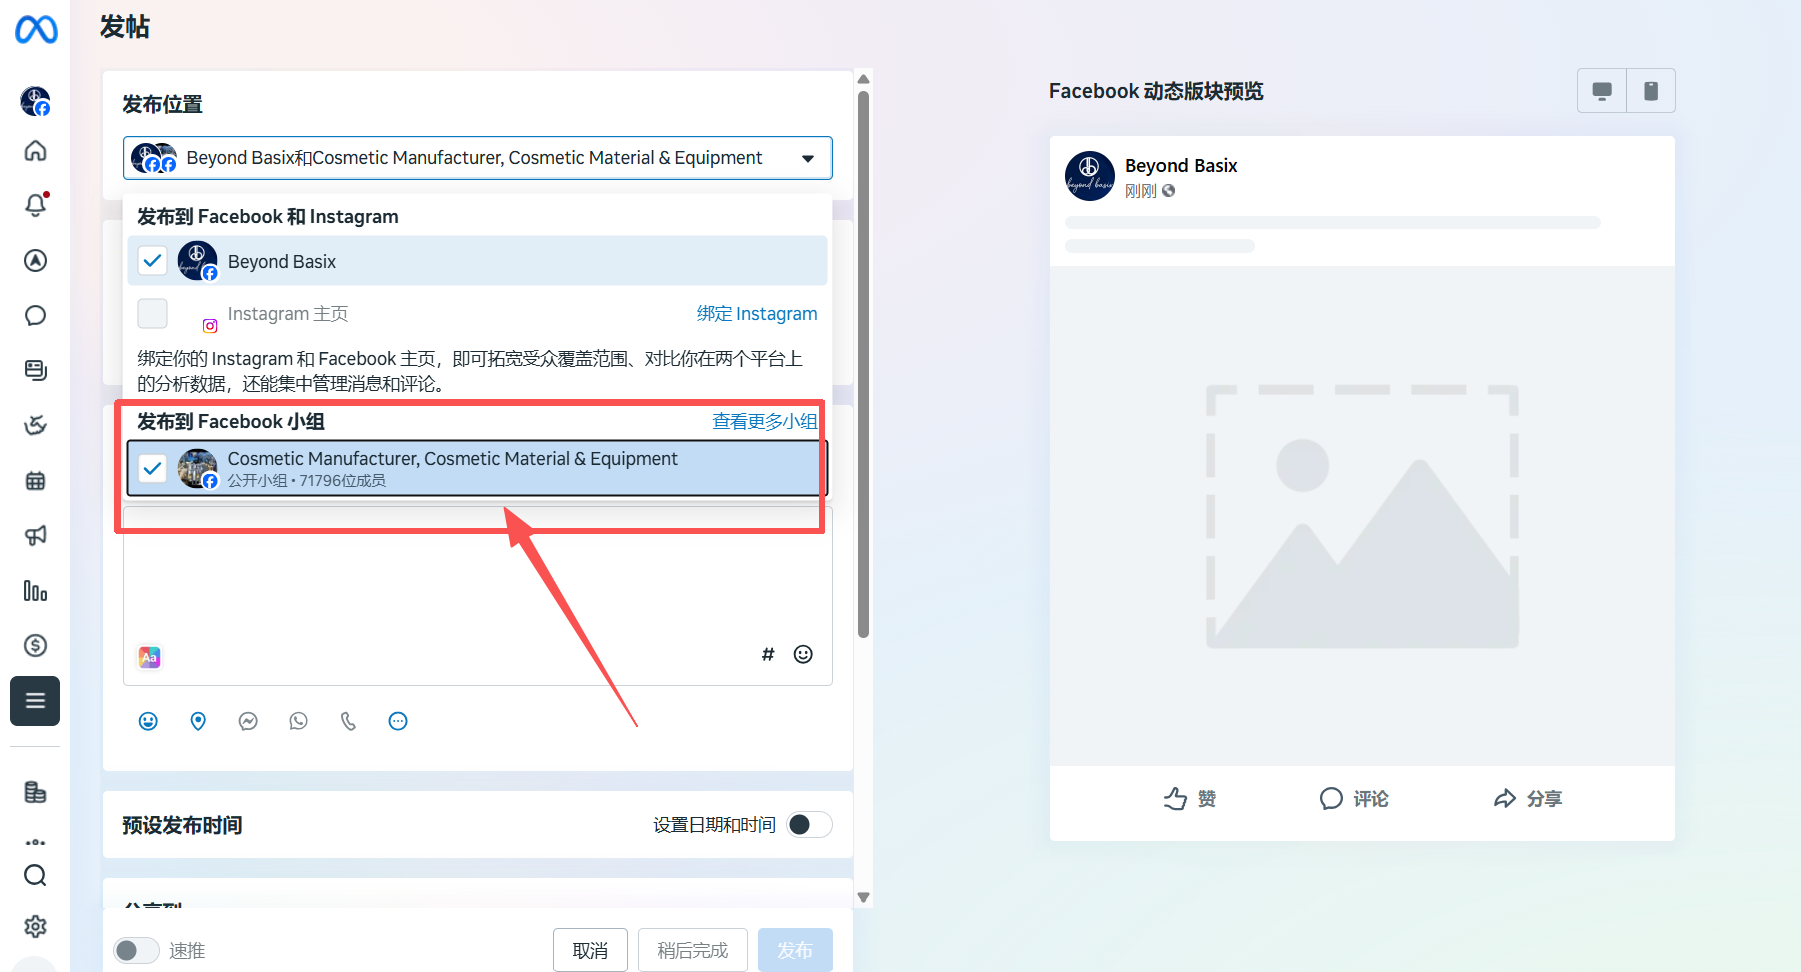 发帖
发布位置
Beyond Basix和Cosmetic Manufacturer, Cosmetic Material & Equipment
发布到 Facebook 和 Instagram
Beyond Basix
Instagram 主页
绑定 Instagram
绑定你的 Instagram 和 Facebook 主页，即可拓宽受众覆盖范围、对比你在两个平台上
的分析数据，还能集中管理消息和评论。
发布到 Facebook 小组
查看更多小组
Cosmetic Manufacturer, Cosmetic Material & Equipment
公开小组 • 71796位成员
Aa
#
预设发布时间
设置日期和时间
分享到
速推
取消
稍后完成
发布
Facebook 动态版块预览
beyond basix
Beyond Basix
刚刚
赞
评论
分享